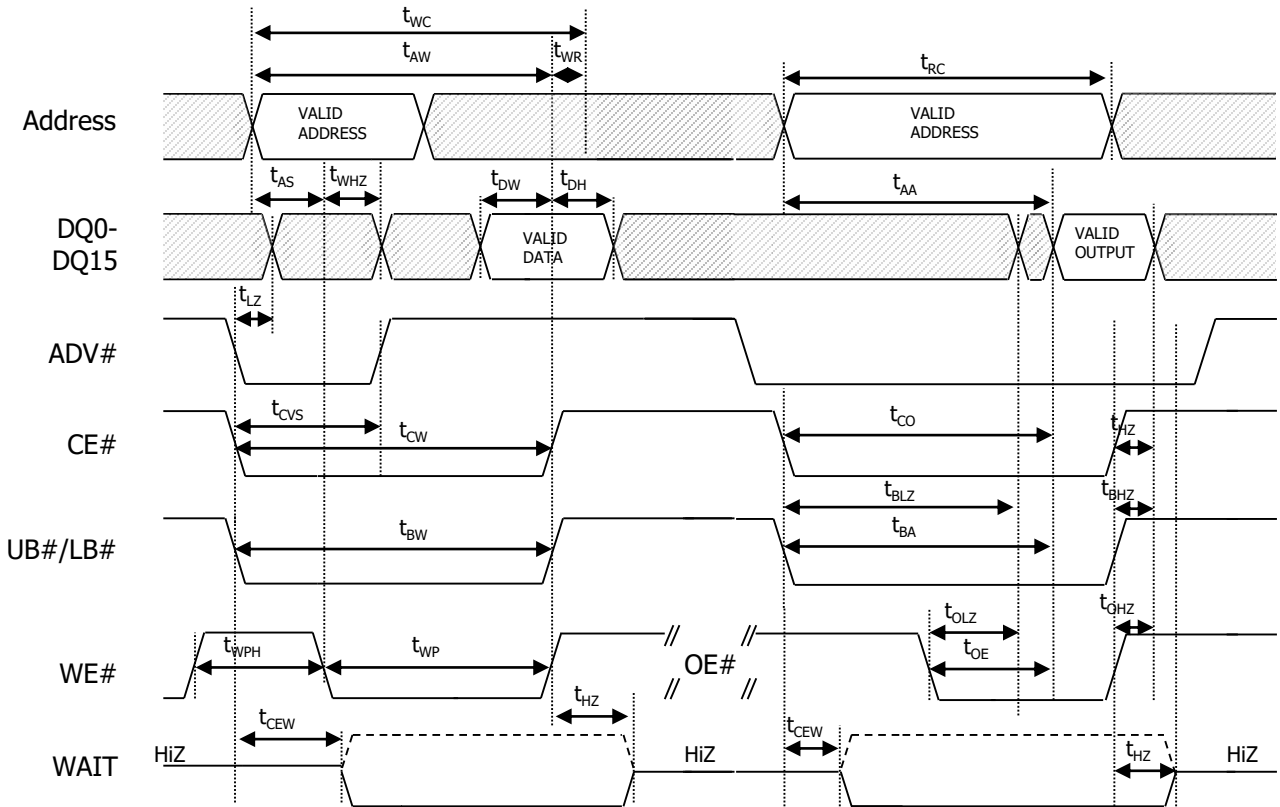 tWC
tAW
tWR
tRC
Address
VALID
ADDRESS
VALID
ADDRESS
tAS
tWHZ
tDW
tDH
tAA
DQ0-
DQ15
VALID
DATA
VALID
OUTPUT
tLZ
ADV#
tCVS
tCW
tCO
tHZ
CE#
tBLZ
tBHZ
tBW
tBA
UB#/LB#
tWPH
tWP
OE#
tOLZ
tOE
tOHZ
WE#
tCEW
tHZ
tCEW
tHZ
HiZ
HiZ
HiZ
WAIT